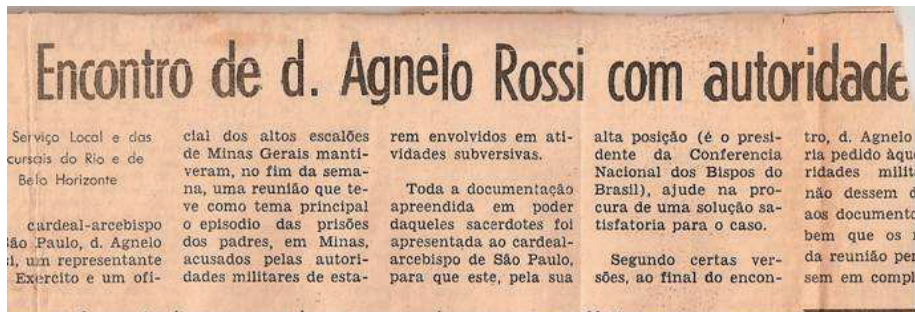 Encontro de d. Agnelo Rossi com autoridade
Serviço Local e das
cursais do Rio e de
Belo Horizonte
cardeal-arcebispo
São Paulo, d. Agnelo
um representante
Exercito e um ofi-
cial dos altos escalões
de Minas Gerais manti-
veram, no fim da sema-
na, uma reunião que te-
ve como tema principal
o episodio das prisões
dos padres, em Minas,
acusados pelas autori-
dades militares de esta-
rem envolvidos em ati-
vidades subversivas.
Toda a documentação
apreendida em poder
daqueles sacerdotes foi
apresentada ao cardeal-
arcebispo de São Paulo,
para que este, pela sua
alta posição (é o presi-
dente da Conferencia
Nacional dos Bispos do
Brasil), ajude na pro-
cura de uma solução sa-
tisfatoria para o caso.
Segundo certas ver-
sões, ao final do encon-
tro, d. Agnelo
ria pedido àqu
ridades milit
não dessem d
aos documento
bem que os
da reunião per
sem em compl